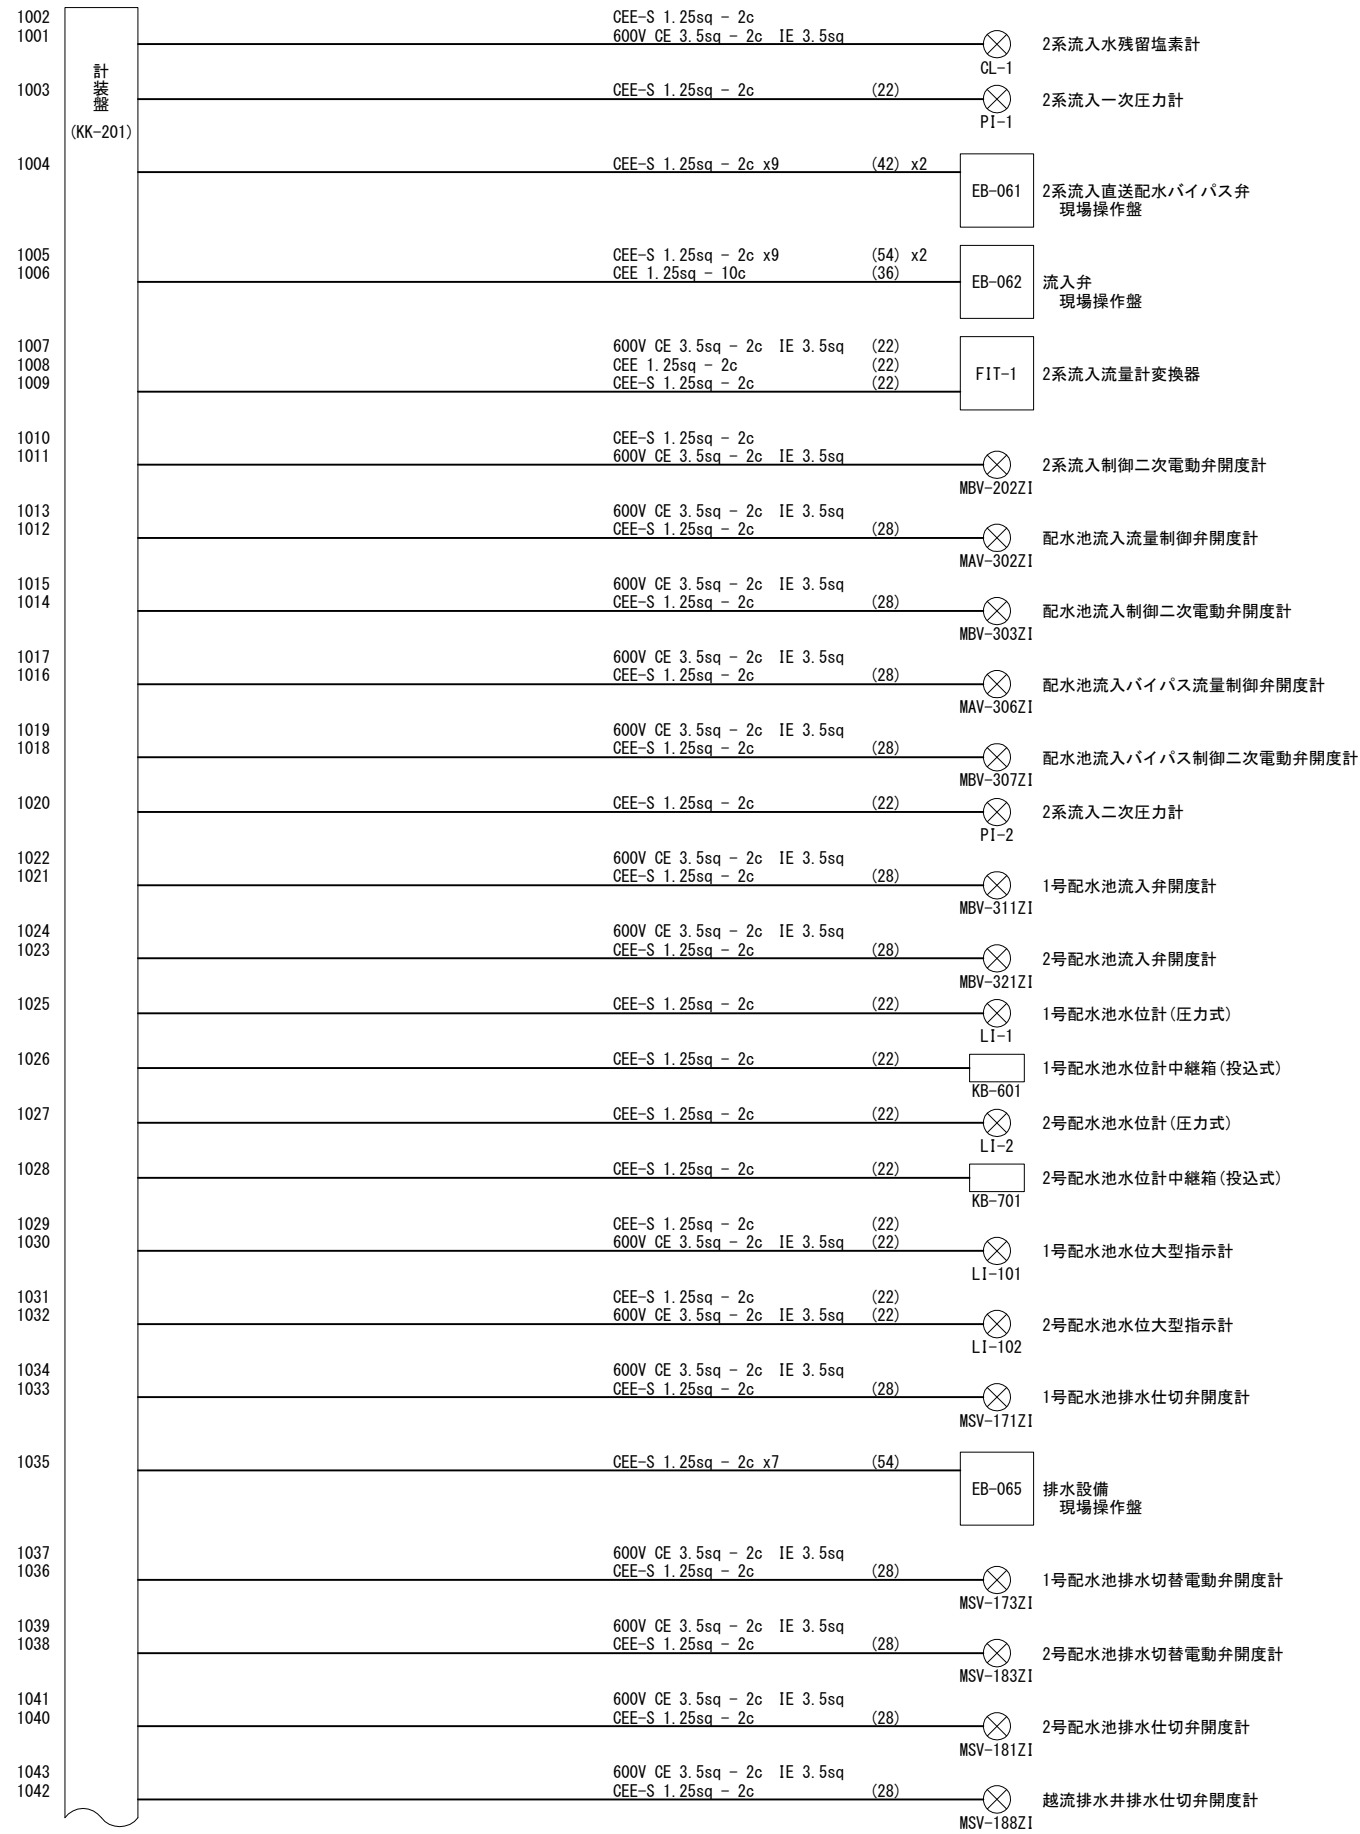 計装盤
(KK-201)
1002 CEE-S 1.25sq - 2c
1001 600V CE 3.5sq - 2c IE 3.5sq
CL-1 2系流入水残留塩素計
1003 CEE-S 1.25sq - 2c (22)
PI-1 2系流入一次圧力計
1004 CEE-S 1.25sq - 2c x9 (42) x2
EB-061 2系流入直送配水バイパス弁
現場操作盤
1005 CEE-S 1.25sq - 2c x9 (54) x2
1006 CEE 1.25sq - 10c (36)
EB-062 流入弁
現場操作盤
1007 600V CE 3.5sq - 2c IE 3.5sq (22)
1008 CEE 1.25sq - 2c (22)
1009 CEE-S 1.25sq - 2c (22)
FIT-1 2系流入流量計変換器
1010 CEE-S 1.25sq - 2c
1011 600V CE 3.5sq - 2c IE 3.5sq
MBV-202ZI 2系流入制御二次電動弁開度計
1013 600V CE 3.5sq - 2c IE 3.5sq
1012 CEE-S 1.25sq - 2c (28)
MAV-302ZI 配水池流入流量制御弁開度計
1015 600V CE 3.5sq - 2c IE 3.5sq
1014 CEE-S 1.25sq - 2c (28)
MBV-303ZI 配水池流入制御二次電動弁開度計
1017 600V CE 3.5sq - 2c IE 3.5sq
1016 CEE-S 1.25sq - 2c (28)
MAV-306ZI 配水池流入バイパス流量制御弁開度計
1019 600V CE 3.5sq - 2c IE 3.5sq
1018 CEE-S 1.25sq - 2c (28)
MBV-307ZI 配水池流入バイパス制御二次電動弁開度計
1020 CEE-S 1.25sq - 2c (22)
PI-2 2系流入二次圧力計
1022 600V CE 3.5sq - 2c IE 3.5sq
1021 CEE-S 1.25sq - 2c (28)
MBV-311ZI 1号配水池流入弁開度計
1024 600V CE 3.5sq - 2c IE 3.5sq
1023 CEE-S 1.25sq - 2c (28)
MBV-321ZI 2号配水池流入弁開度計
1025 CEE-S 1.25sq - 2c (22)
LI-1 1号配水池水位計(圧力式)
1026 CEE-S 1.25sq - 2c (22)
KB-601 1号配水池水位計中継箱(投込式)
1027 CEE-S 1.25sq - 2c (22)
LI-2 2号配水池水位計(圧力式)
1028 CEE-S 1.25sq - 2c (22)
KB-701 2号配水池水位計中継箱(投込式)
1029 CEE-S 1.25sq - 2c (22)
1030 600V CE 3.5sq - 2c IE 3.5sq (22)
LI-101 1号配水池水位大型指示計
1031 CEE-S 1.25sq - 2c (22)
1032 600V CE 3.5sq - 2c IE 3.5sq (22)
LI-102 2号配水池水位大型指示計
1034 600V CE 3.5sq - 2c IE 3.5sq
1033 CEE-S 1.25sq - 2c (28)
MSV-171ZI 1号配水池排水仕切弁開度計
1035 CEE-S 1.25sq - 2c x7 (54)
EB-065 排水設備
現場操作盤
1037 600V CE 3.5sq - 2c IE 3.5sq
1036 CEE-S 1.25sq - 2c (28)
MSV-173ZI 1号配水池排水切替電動弁開度計
1039 600V CE 3.5sq - 2c IE 3.5sq
1038 CEE-S 1.25sq - 2c (28)
MSV-183ZI 2号配水池排水切替電動弁開度計
1041 600V CE 3.5sq - 2c IE 3.5sq
1040 CEE-S 1.25sq - 2c (28)
MSV-181ZI 2号配水池排水仕切弁開度計
1043 600V CE 3.5sq - 2c IE 3.5sq
1042 CEE-S 1.25sq - 2c (28)
MSV-188ZI 越流排水井排水仕切弁開度計